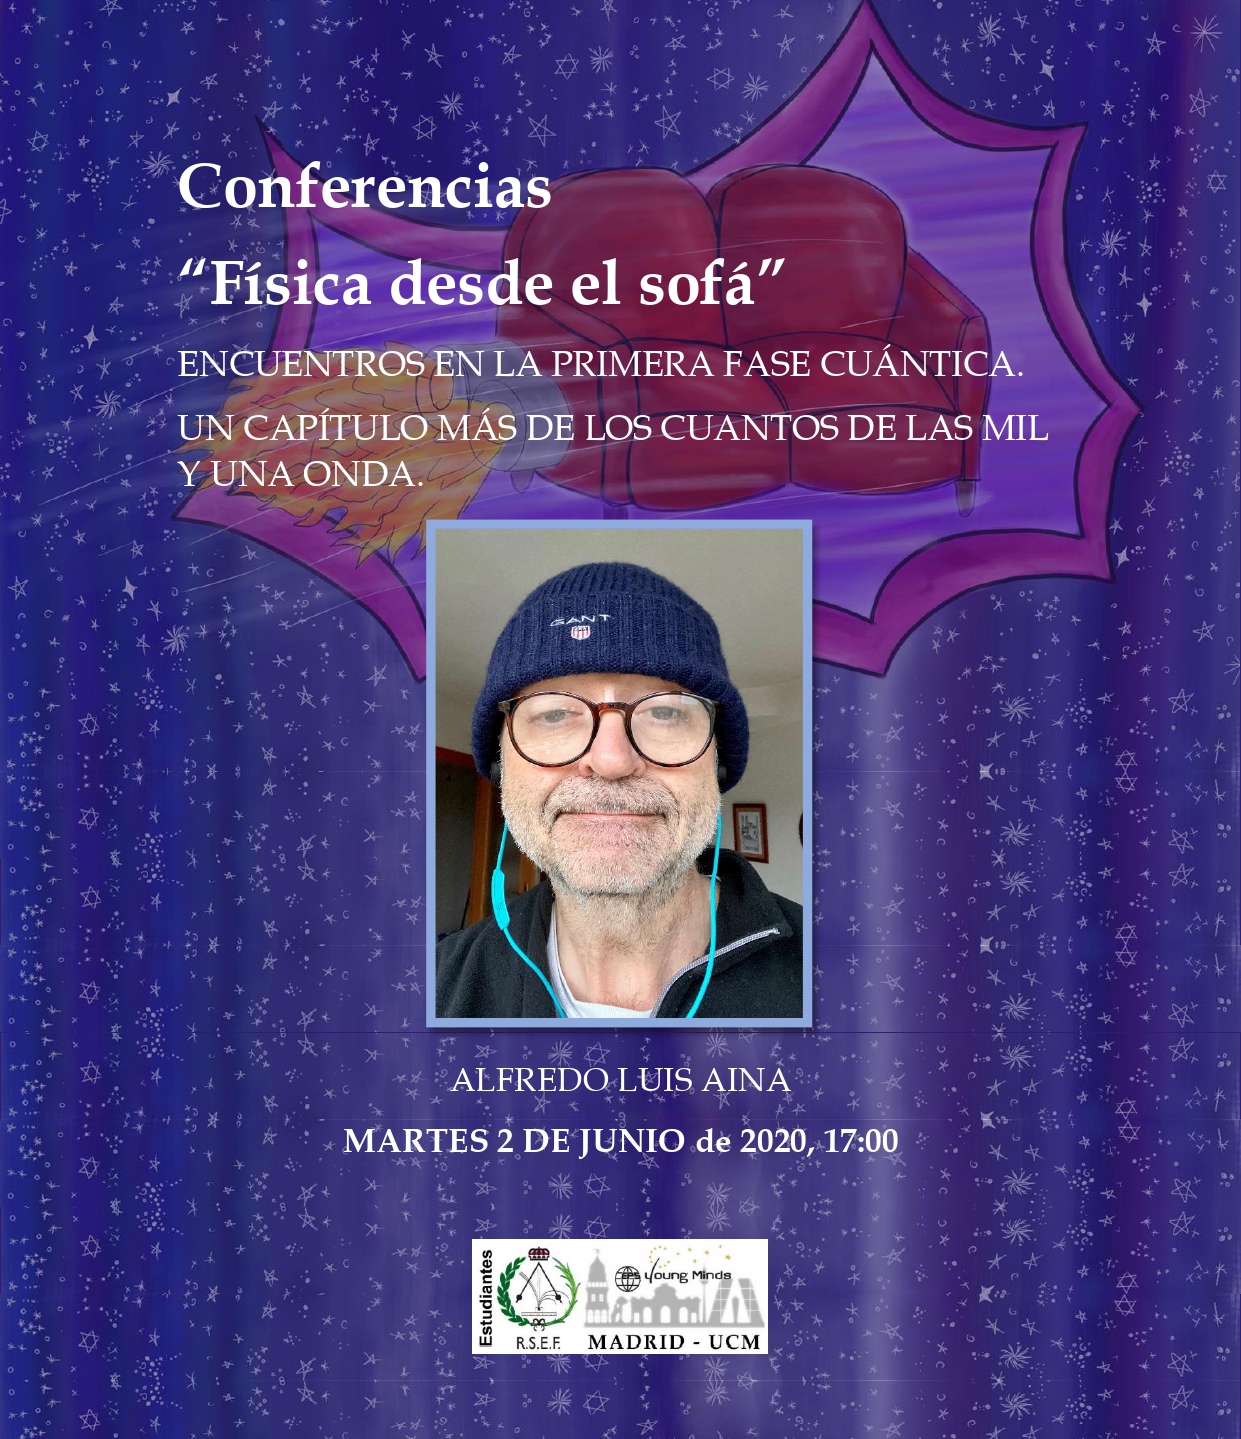 Conferencias
“Física desde el sofá”
ENCUENTROS EN LA PRIMERA FASE CUÁNTICA.
UN CAPÍTULO MÁS DE LOS CUANTOS DE LAS MIL
Y UNA ONDA.
GANT
ALFREDO LUIS AINA
MARTES 2 DE JUNIO de 2020, 17:00
Estudiantes
R.S.E.F.
EPS Young Minds
MADRID - UCM